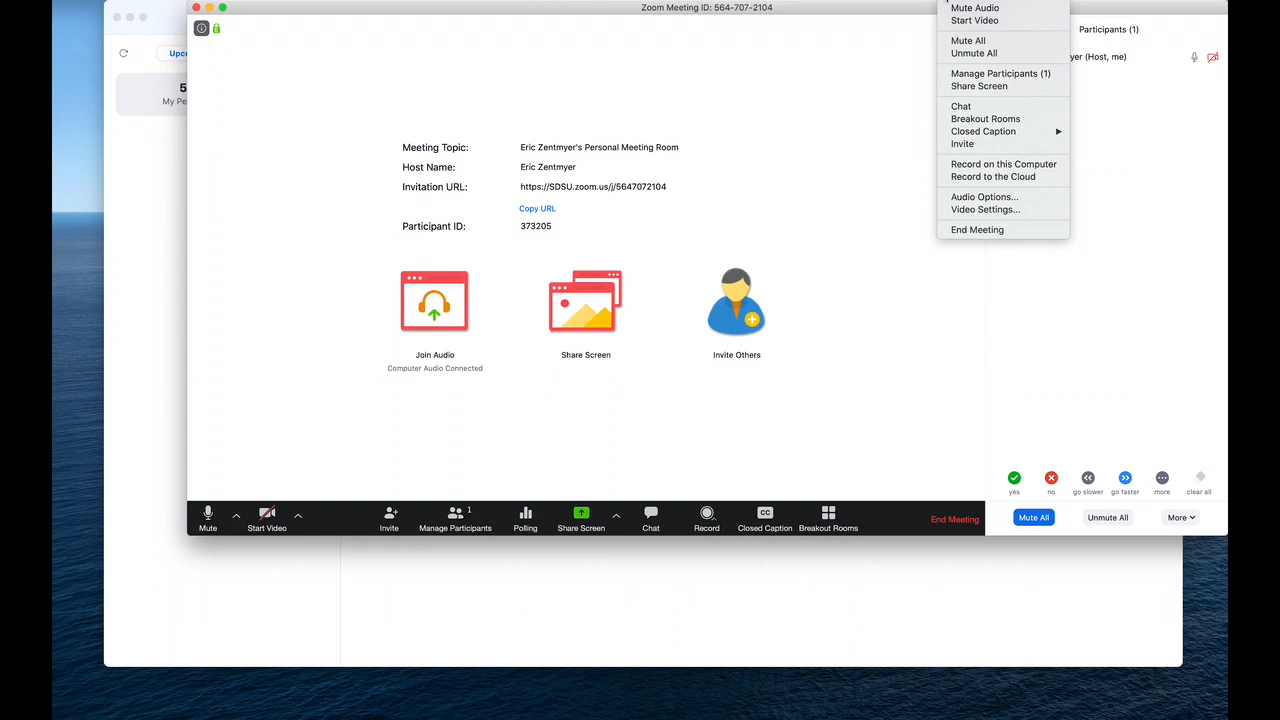 Zoom Meeting ID: 564-707-2104
Mute Audio
Start Video
Mute All
Unmute All
Manage Participants (1)
Share Screen
Chat
Breakout Rooms
Closed Caption
Invite
Record on this Computer
Record to the Cloud
Audio Options...
Video Settings...
End Meeting
Participants (1)
yer (Host, me)
Upco
5
My Pe
Meeting Topic: Eric Zentmyer's Personal Meeting Room
Host Name: Eric Zentmyer
Invitation URL: https://SDSU.zoom.us/j/5647072104
Copy URL
Participant ID: 373205
Join Audio
Computer Audio Connected
Share Screen
Invite Others
yes no go slower go faster more clear all
Mute Start Video Invite Manage Participants 1 Polling Share Screen Chat Record CC Closed Caption Breakout Rooms End Meeting
Mute All Unmute All More